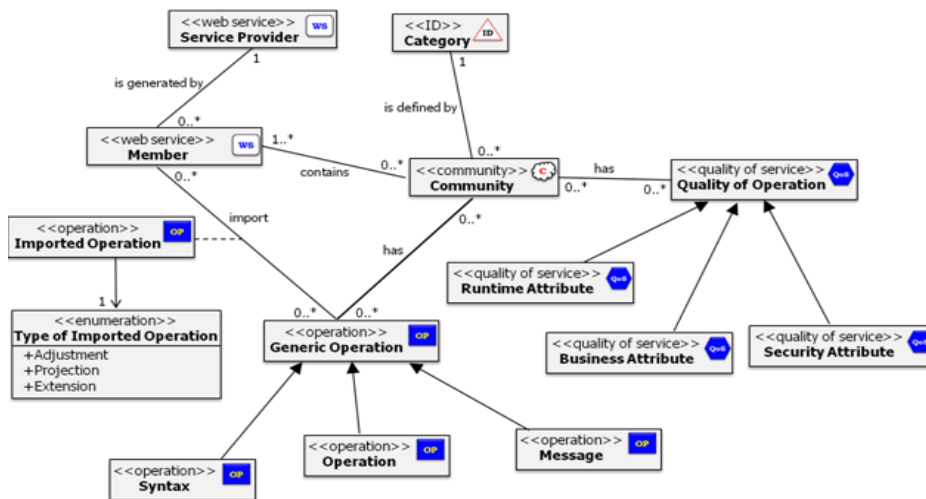 <<web service>>
WS
Service Provider
1
<<ID>>
ID
Category
1
is generated by
is defined by
0..*
<<web service>>
WS
Member
0..*
1..*
contains
0..*
0..*
<<community>>
C
Community
0..*
0..*
has
0..*
<<quality of service>>
QoS
Quality of Operation
import
has
<<operation>>
OP
Imported Operation
1
<<enumeration>>
Type of Imported Operation
+Adjustment
+Projection
+Extension
<<quality of service>>
QoS
Runtime Attribute
0..*
0..*
<<operation>>
OP
Generic Operation
<<quality of service>>
QoS
Business Attribute
<<quality of service>>
QoS
Security Attribute
<<operation>>
OP
Syntax
<<operation>>
OP
Operation
<<operation>>
OP
Message